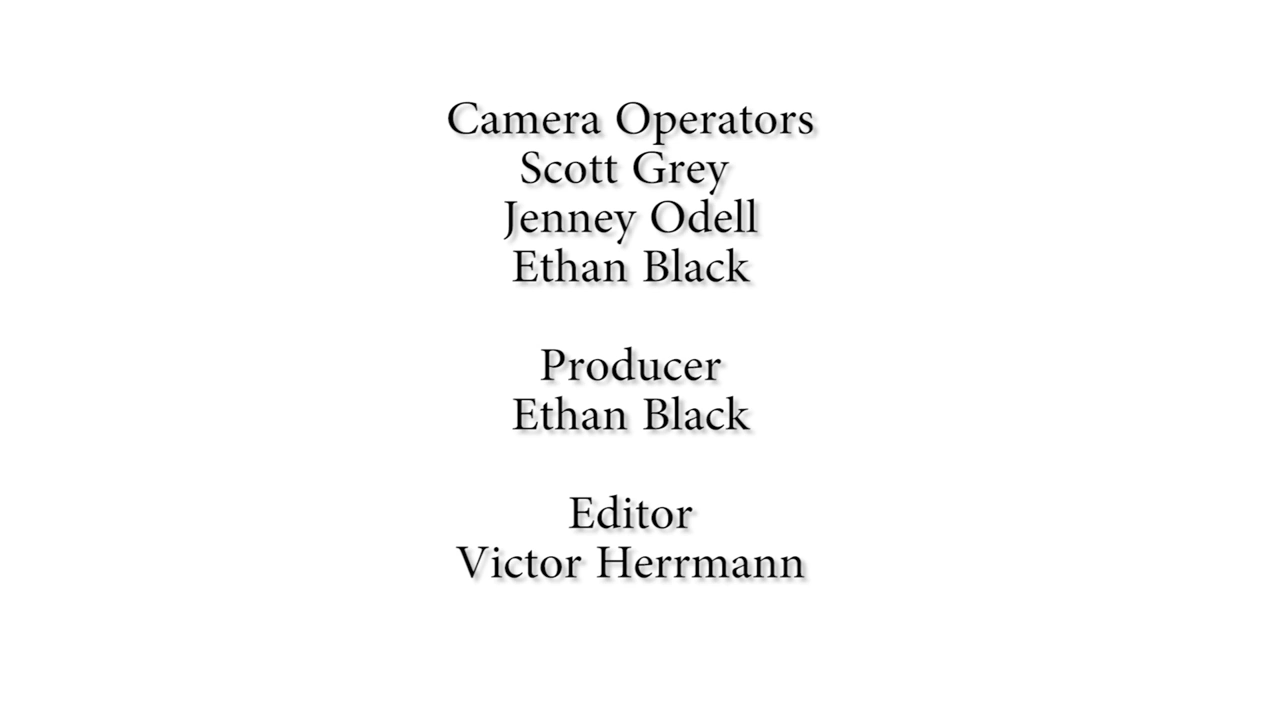 Camera Operators
Scott Grey
Jenney Odell
Ethan Black
Producer
Ethan Black
Editor
Victor Herrmann